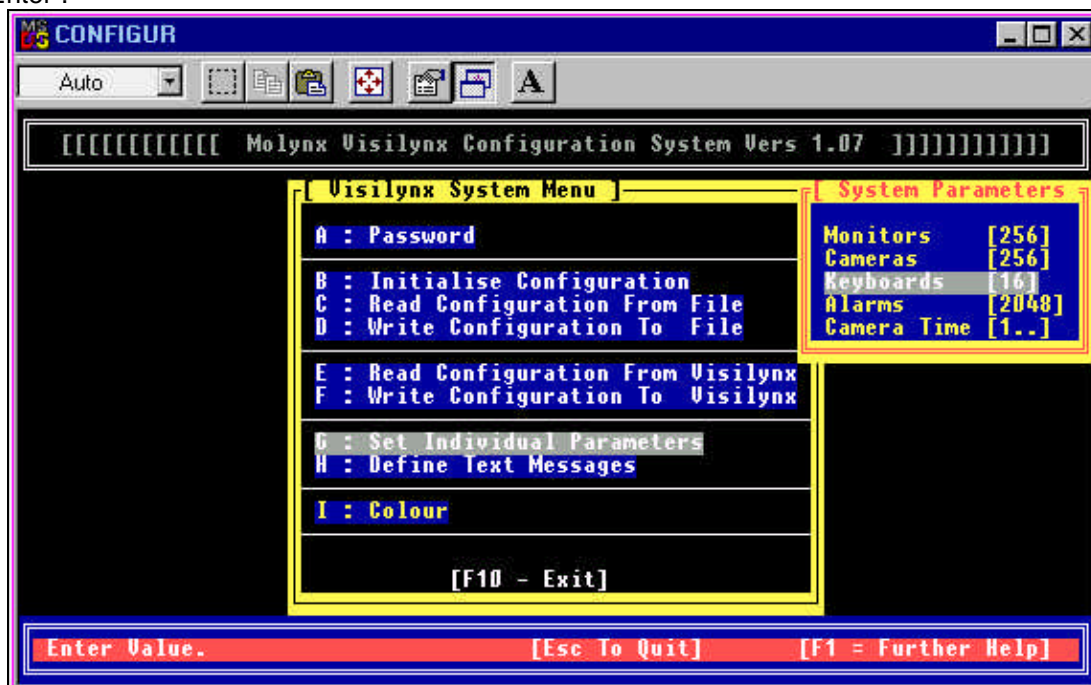 Enter .
CONFIGUR
Auto
A
[[[[[[[[[[[[ Molynx Visilynx Configuration System Vers 1.07 ]]]]]]]]]]]]
[ Visilynx System Menu ]
A : Password
B : Initialise Configuration
C : Read Configuration From File
D : Write Configuration To File
E : Read Configuration From Visilynx
F : Write Configuration To Visilynx
G : Set Individual Parameters
H : Define Text Messages
I : Colour
[F10 - Exit]
[ System Parameters
Monitors [256]
Cameras [256]
Keyboards [16]
Alarms [2048]
Camera Time [1..]
Enter Value. [Esc To Quit] [F1 = Further Help]